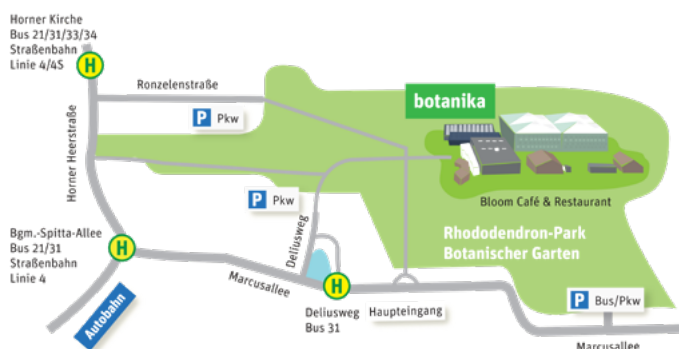 Horner Kirche
Bus 21/31/33/34
Straßenbahn
Linie 4/4S
H
Ronzelenstraße
P Pkw
botanika
Horner Heerstraße
P Pkw
Bloom Café & Restaurant
Deliusweg
Rhododendron-Park
Botanischer Garten
Bgm.-Spitta-Allee
Bus 21/31
Straßenbahn
Linie 4
H
Marcusallee
H
Deliusweg
Bus 31
Haupteingang
P Bus/Pkw
Autobahn
Marcusallee